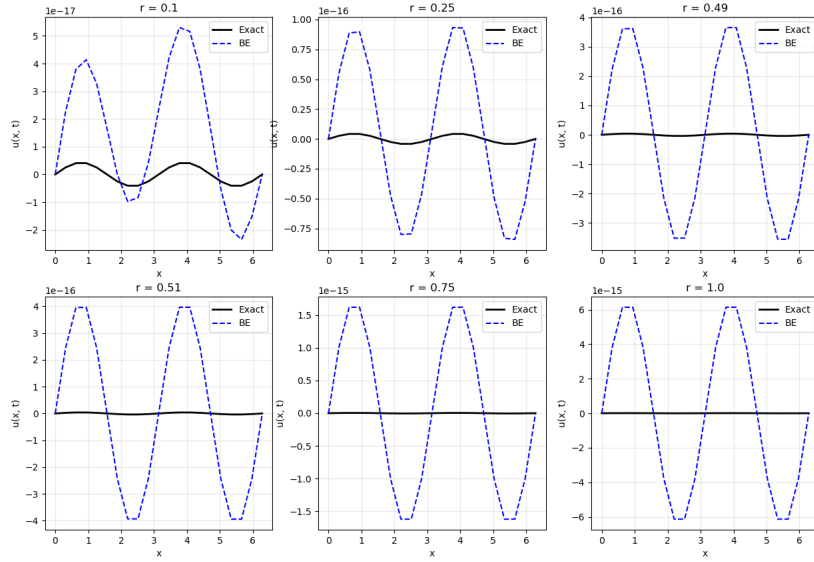 r = 0.1
1e−17
Exact
BE
u(x, t)
5
4
3
2
1
0
−1
−2
0 1 2 3 4 5 6
x
r = 0.25
1e−16
Exact
BE
u(x, t)
1.00
0.75
0.50
0.25
0.00
−0.25
−0.50
−0.75
0 1 2 3 4 5 6
x
r = 0.49
1e−16
Exact
BE
u(x, t)
4
3
2
1
0
−1
−2
−3
0 1 2 3 4 5 6
x
r = 0.51
1e−16
Exact
BE
u(x, t)
4
3
2
1
0
−1
−2
−3
−4
0 1 2 3 4 5 6
x
r = 0.75
1e−15
Exact
BE
u(x, t)
1.5
1.0
0.5
0.0
−0.5
−1.0
−1.5
0 1 2 3 4 5 6
x
r = 1.0
1e−15
Exact
BE
u(x, t)
6
4
2
0
−2
−4
−6
0 1 2 3 4 5 6
x